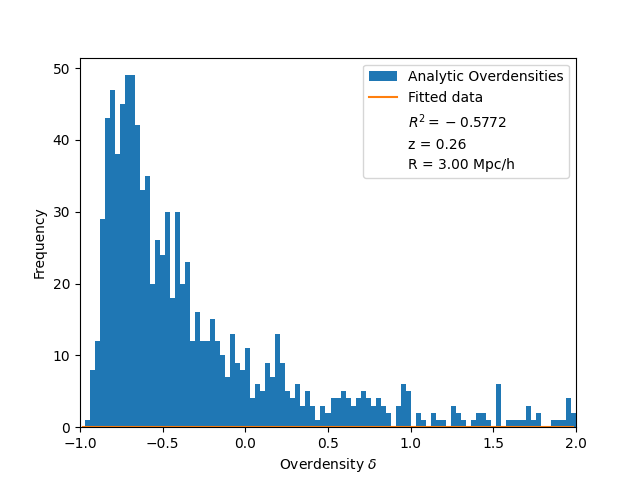 Analytic Overdensities
Fitted data
R² = −0.5772
z = 0.26
R = 3.00 Mpc/h
50
40
30
20
10
0
Frequency
−1.0 −0.5 0.0 0.5 1.0 1.5 2.0
Overdensity δ